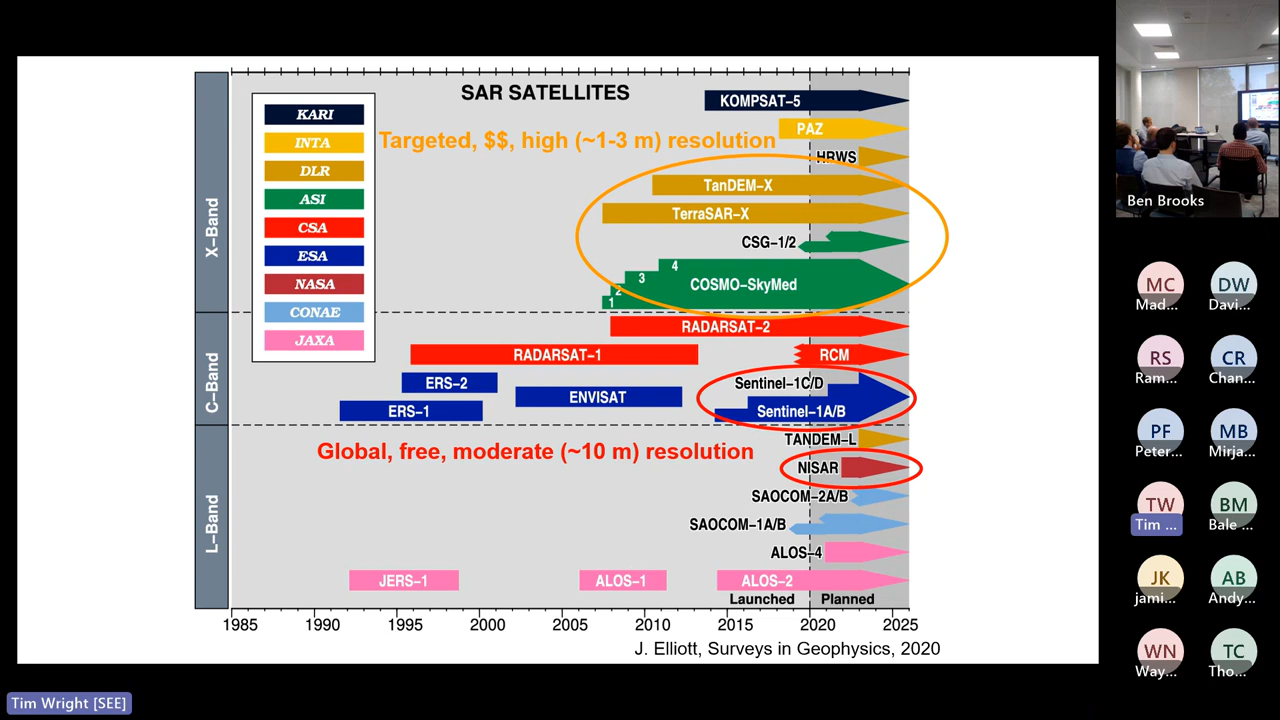 SAR SATELLITES
KARI
INTA
DLR
ASI
CSA
ESA
NASA
CONAE
JAXA
Targeted, $$, high (~1-3 m) resolution
X-Band
KOMPSAT-5
PAZ
HRWS
TanDEM-X
TerraSAR-X
CSG-1/2
4
3
2
1
COSMO-SkyMed
C-Band
RADARSAT-2
RADARSAT-1
RCM
ERS-2
Sentinel-1C/D
ENVISAT
ERS-1
Sentinel-1A/B
L-Band
TANDEM-L
Global, free, moderate (~10 m) resolution
NISAR
SAOCOM-2A/B
SAOCOM-1A/B
ALOS-4
JERS-1
ALOS-1
ALOS-2
Launched
Planned
1985 1990 1995 2000 2005 2010 2015 2020 2025
J. Elliott, Surveys in Geophysics, 2020
Ben Brooks
MC
Mad...
DW
Davi...
RS
Ram...
CR
Chan...
PF
Peter...
MB
Mirja...
TW
Tim ...
BM
Bale ...
JK
jami...
AB
Andy...
WN
Way...
TC
Tho...
Tim Wright [SEE]